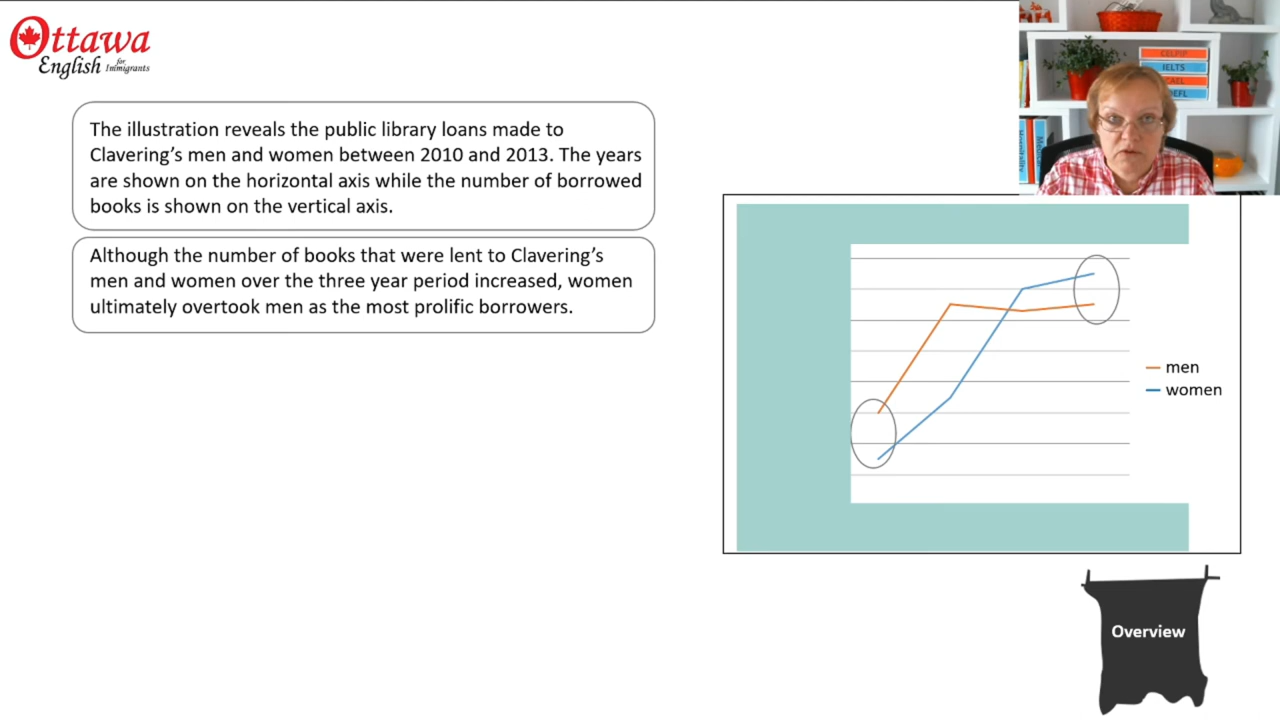 Ottawa
English for Immigrants
The illustration reveals the public library loans made to
Clavering's men and women between 2010 and 2013. The years
are shown on the horizontal axis while the number of borrowed
books is shown on the vertical axis.
Although the number of books that were lent to Clavering's
men and women over the three year period increased, women
ultimately overtook men as the most prolific borrowers.
CELPIP
IELTS
men
women
Overview